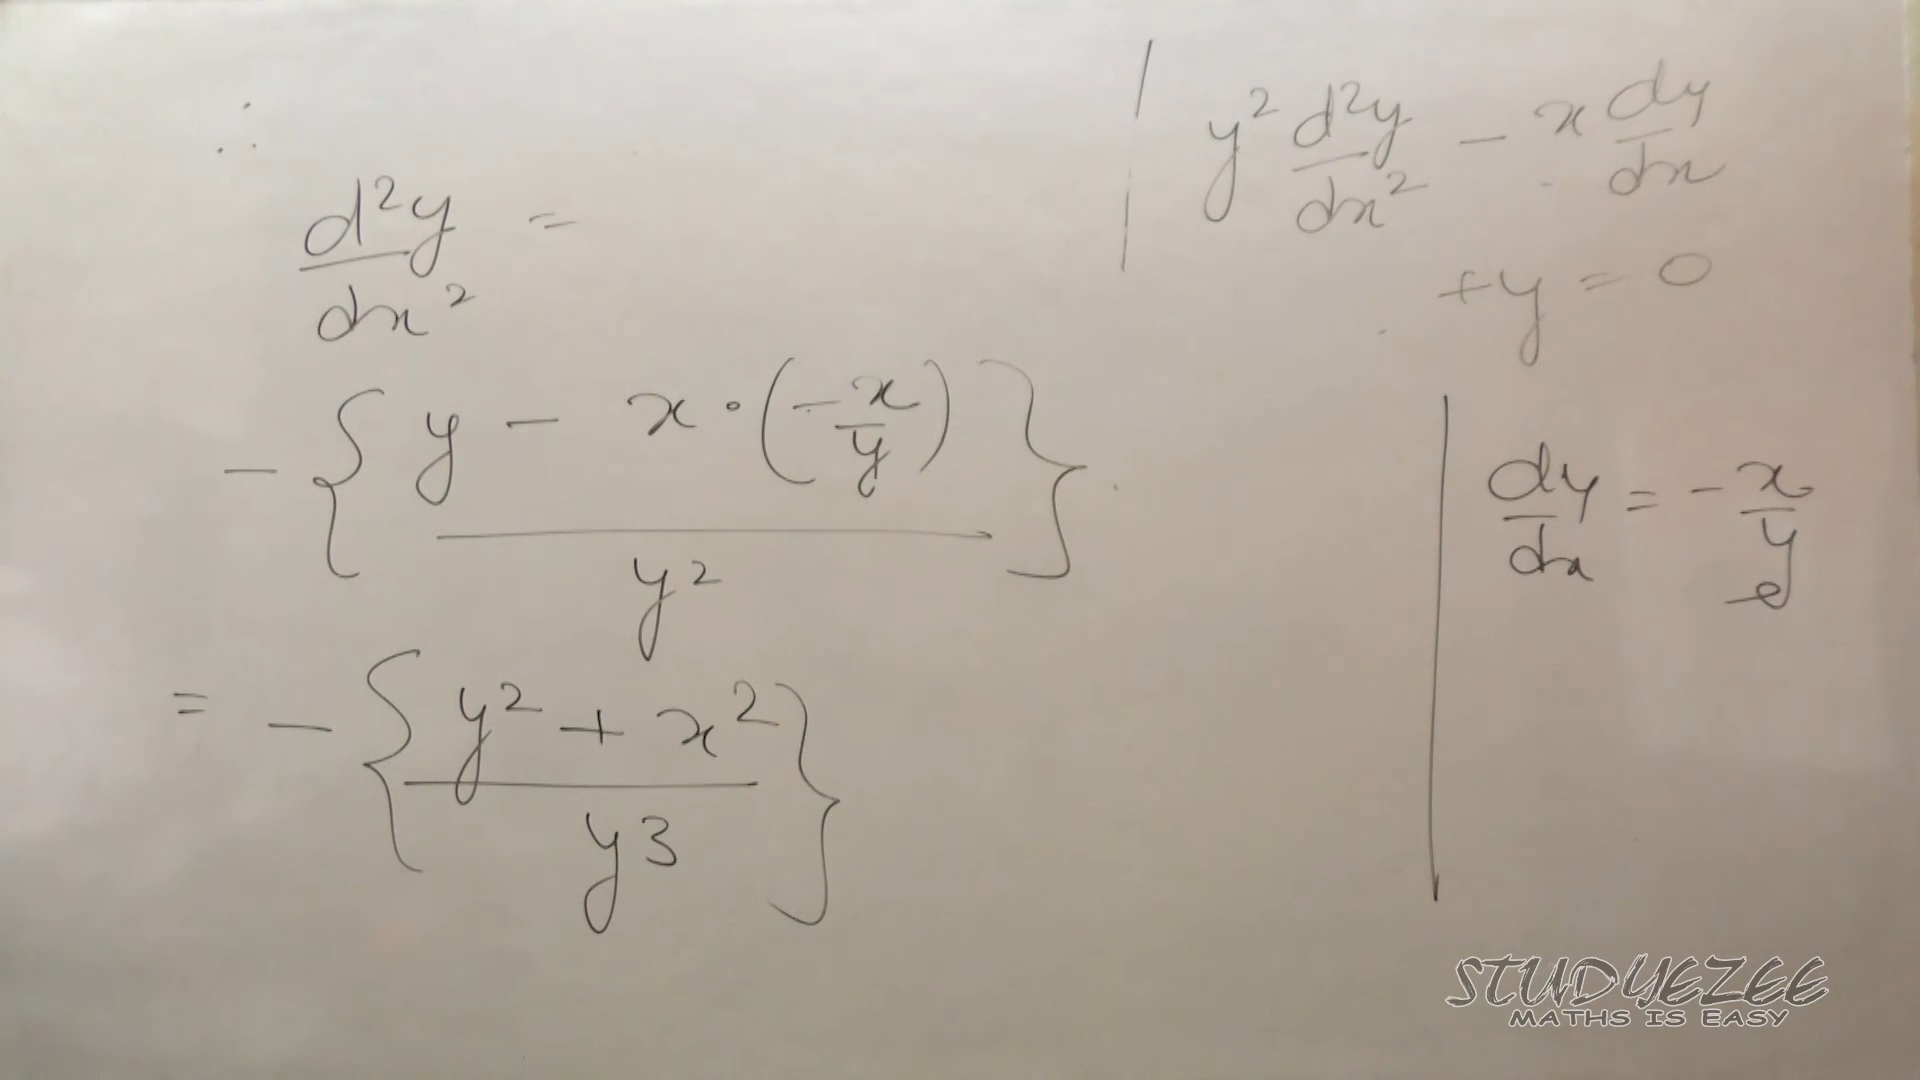 ∴
d²y/dx² =
- { (y - x · (-x/y)) / y² }
= - { (y² + x²) / y3 }
y² d²y/dx² - x dy/dx
+ y = 0
dy/dx = - x/y
STUDYEZEE
MATHS IS EASY